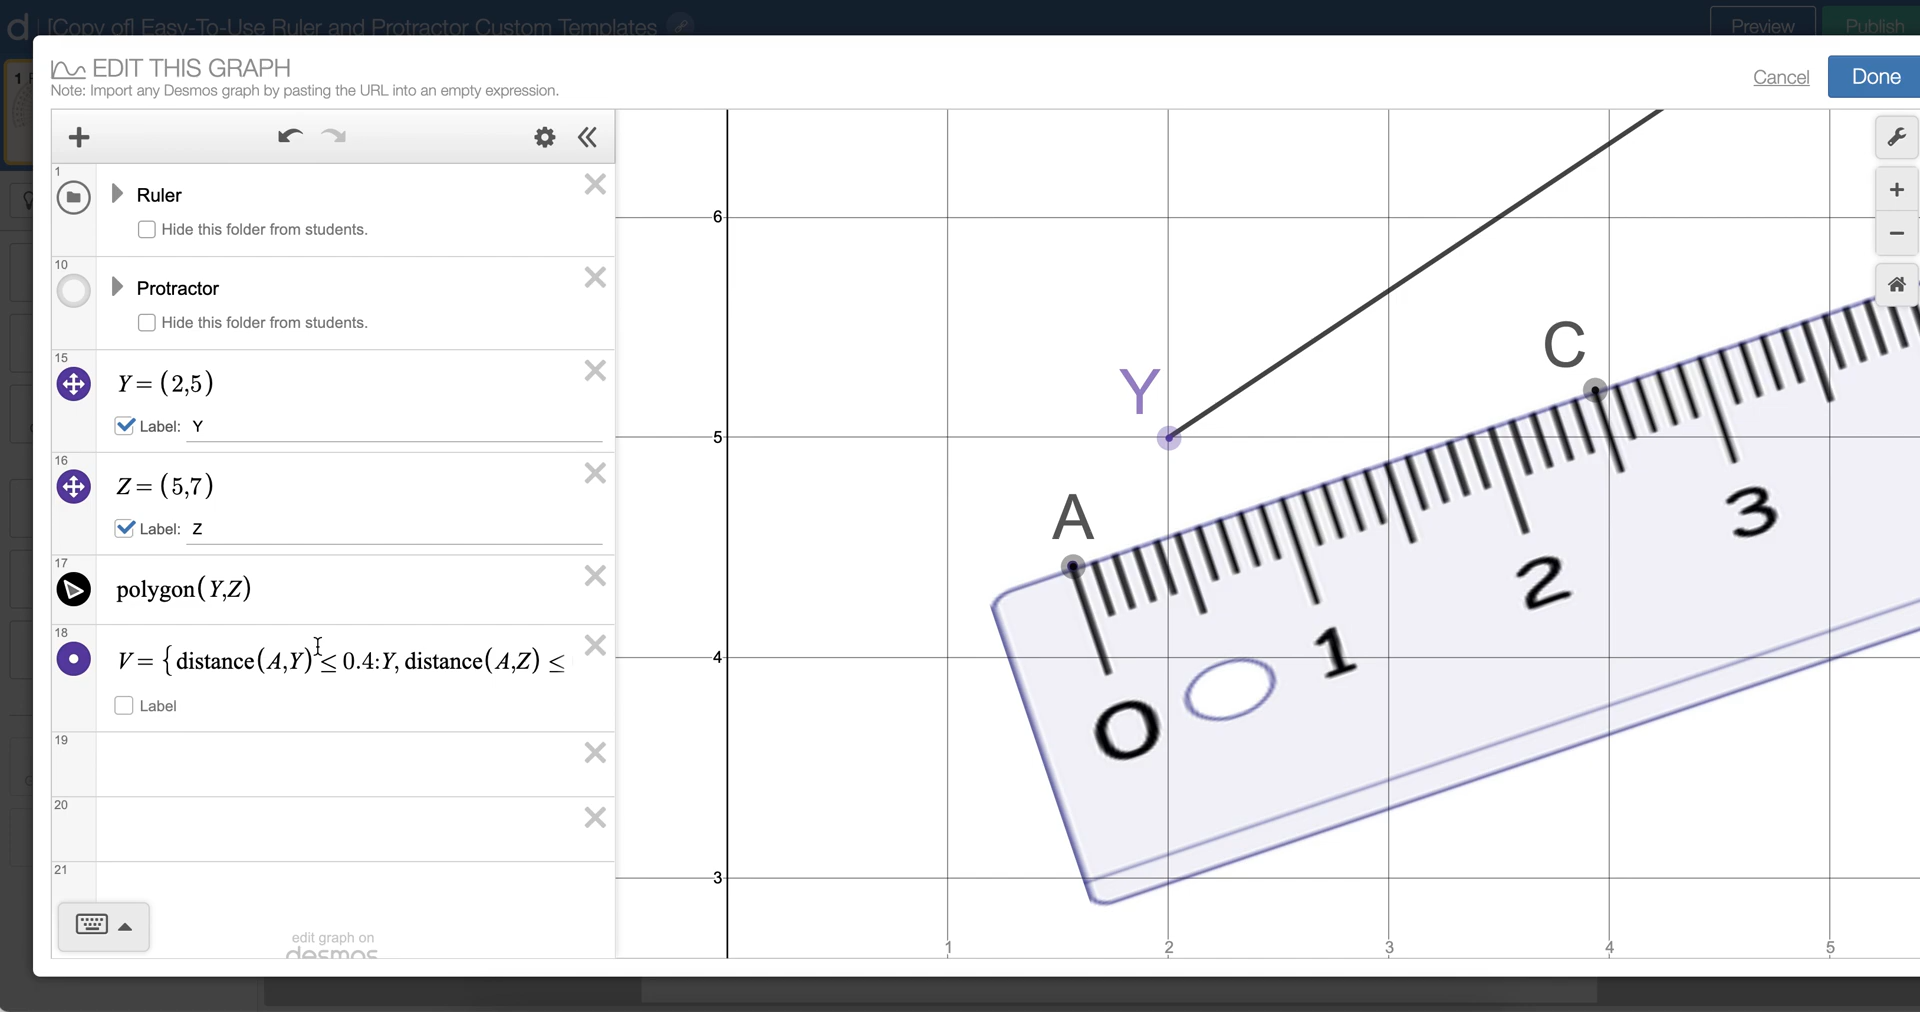 d [Copy of] Easy-To-Use Ruler and Protractor Custom Templates
Preview Publish
1
EDIT THIS GRAPH
Note: Import any Desmos graph by pasting the URL into an empty expression.
Cancel Done
1
Ruler
Hide this folder from students.
10
Protractor
Hide this folder from students.
15
Y = (2,5)
Label: Y
16
Z = (5,7)
Label: Z
17
polygon(Y,Z)
18
V = {distance(A,Y) ≤ 0.4:Y, distance(A,Z) ≤
Label
19
20
21
edit graph on
desmos
6
5
4
3
1 2 3 4 5
Y
A
C
0 1 2 3